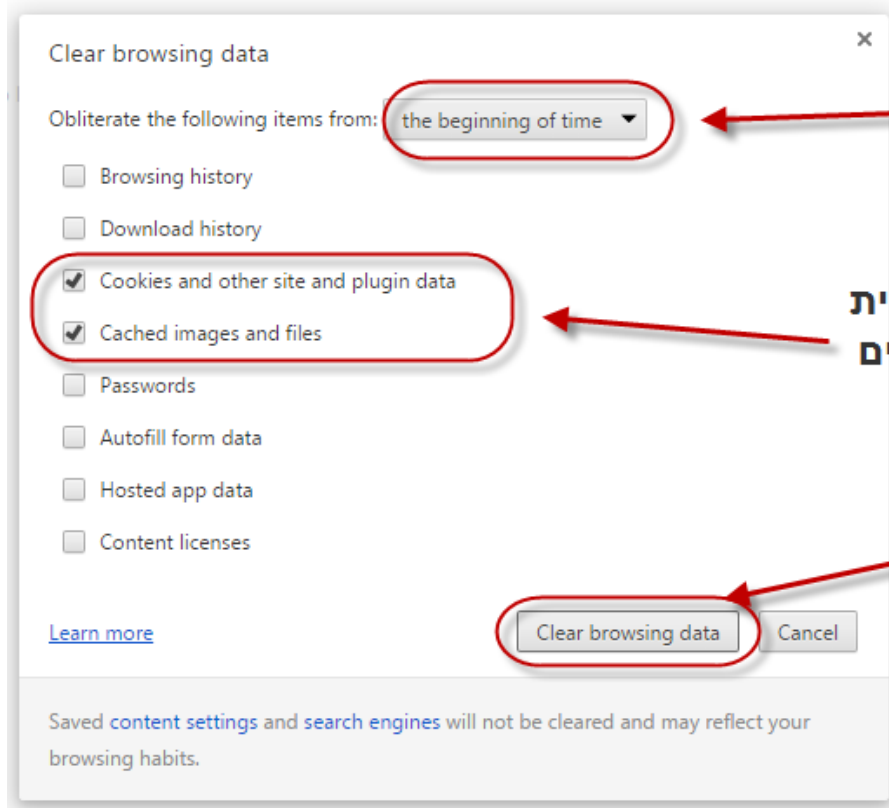 Clear browsing data
Obliterate the following items from: the beginning of time
Browsing history
Download history
Cookies and other site and plugin data
Cached images and files
Passwords
Autofill form data
Hosted app data
Content licenses
Learn more
Clear browsing data
Cancel
Saved content settings and search engines will not be cleared and may reflect your
browsing habits.